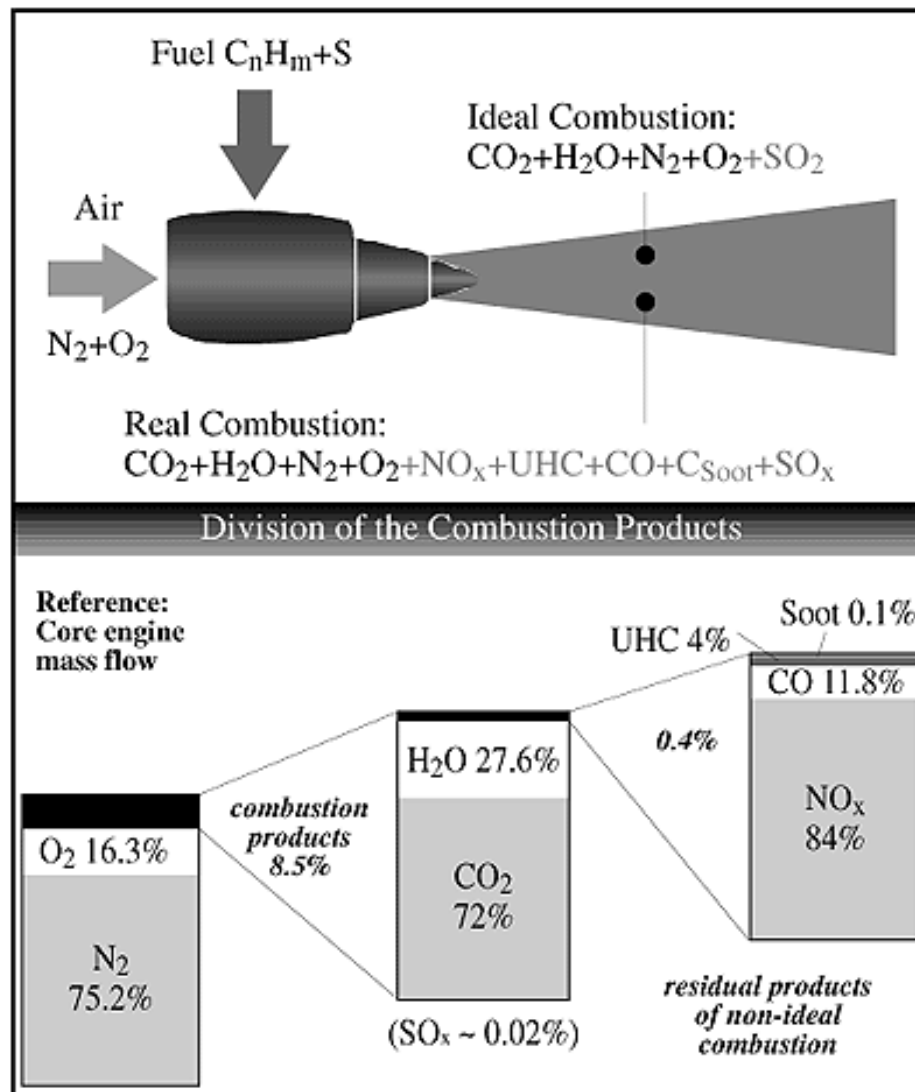 Fuel CₙHₘ+S
Ideal Combustion:
CO₂+H₂O+N₂+O₂+SO₂
Air
N₂+O₂
Real Combustion:
CO₂+H₂O+N₂+O₂+NOₓ+UHC+CO+C_Soot+SOₓ
Division of the Combustion Products
Reference:
Core engine
mass flow
O₂ 16.3%
N₂
75.2%
combustion
products
8.5%
H₂O 27.6%
CO₂
72%
(SOₓ ~ 0.02%)
Soot 0.1%
UHC 4%
CO 11.8%
0.4%
NOₓ
84%
residual products
of non-ideal
combustion